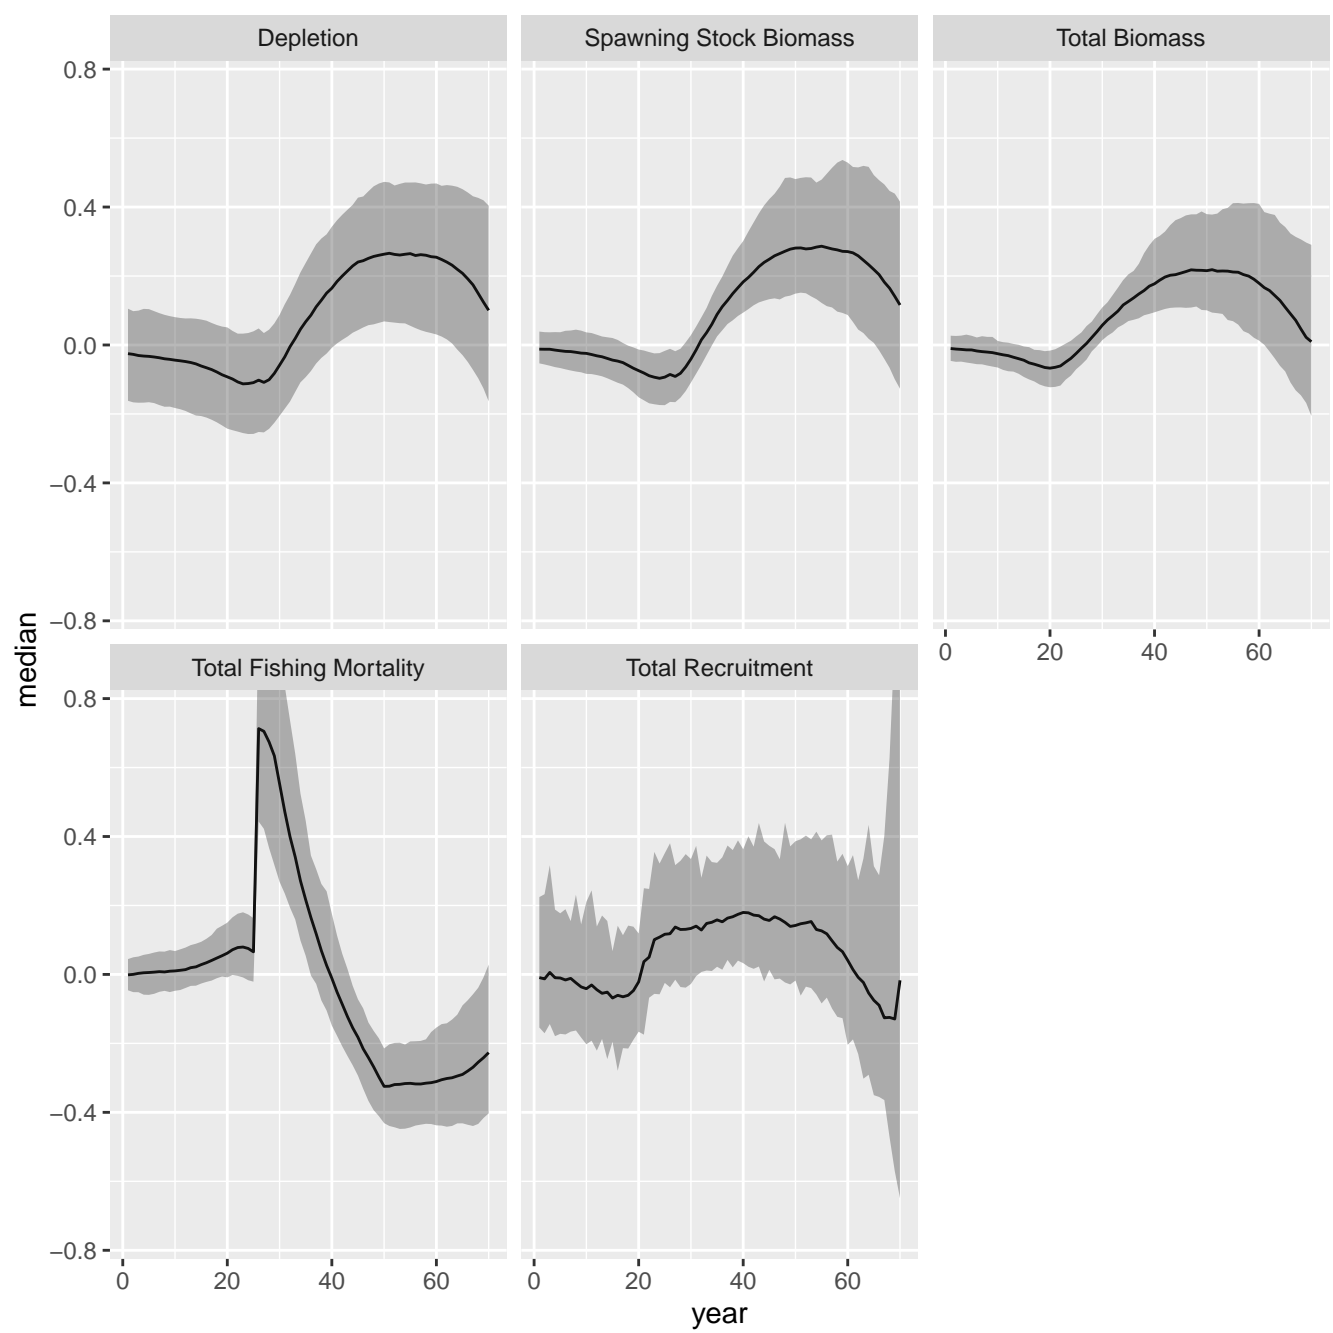 Depletion
Spawning Stock Biomass
Total Biomass
0.8
0.4
0.0
−0.4
−0.8
0 20 40 60
median
Total Fishing Mortality
Total Recruitment
0.8
0.4
0.0
−0.4
−0.8
0 20 40 60
0 20 40 60
year